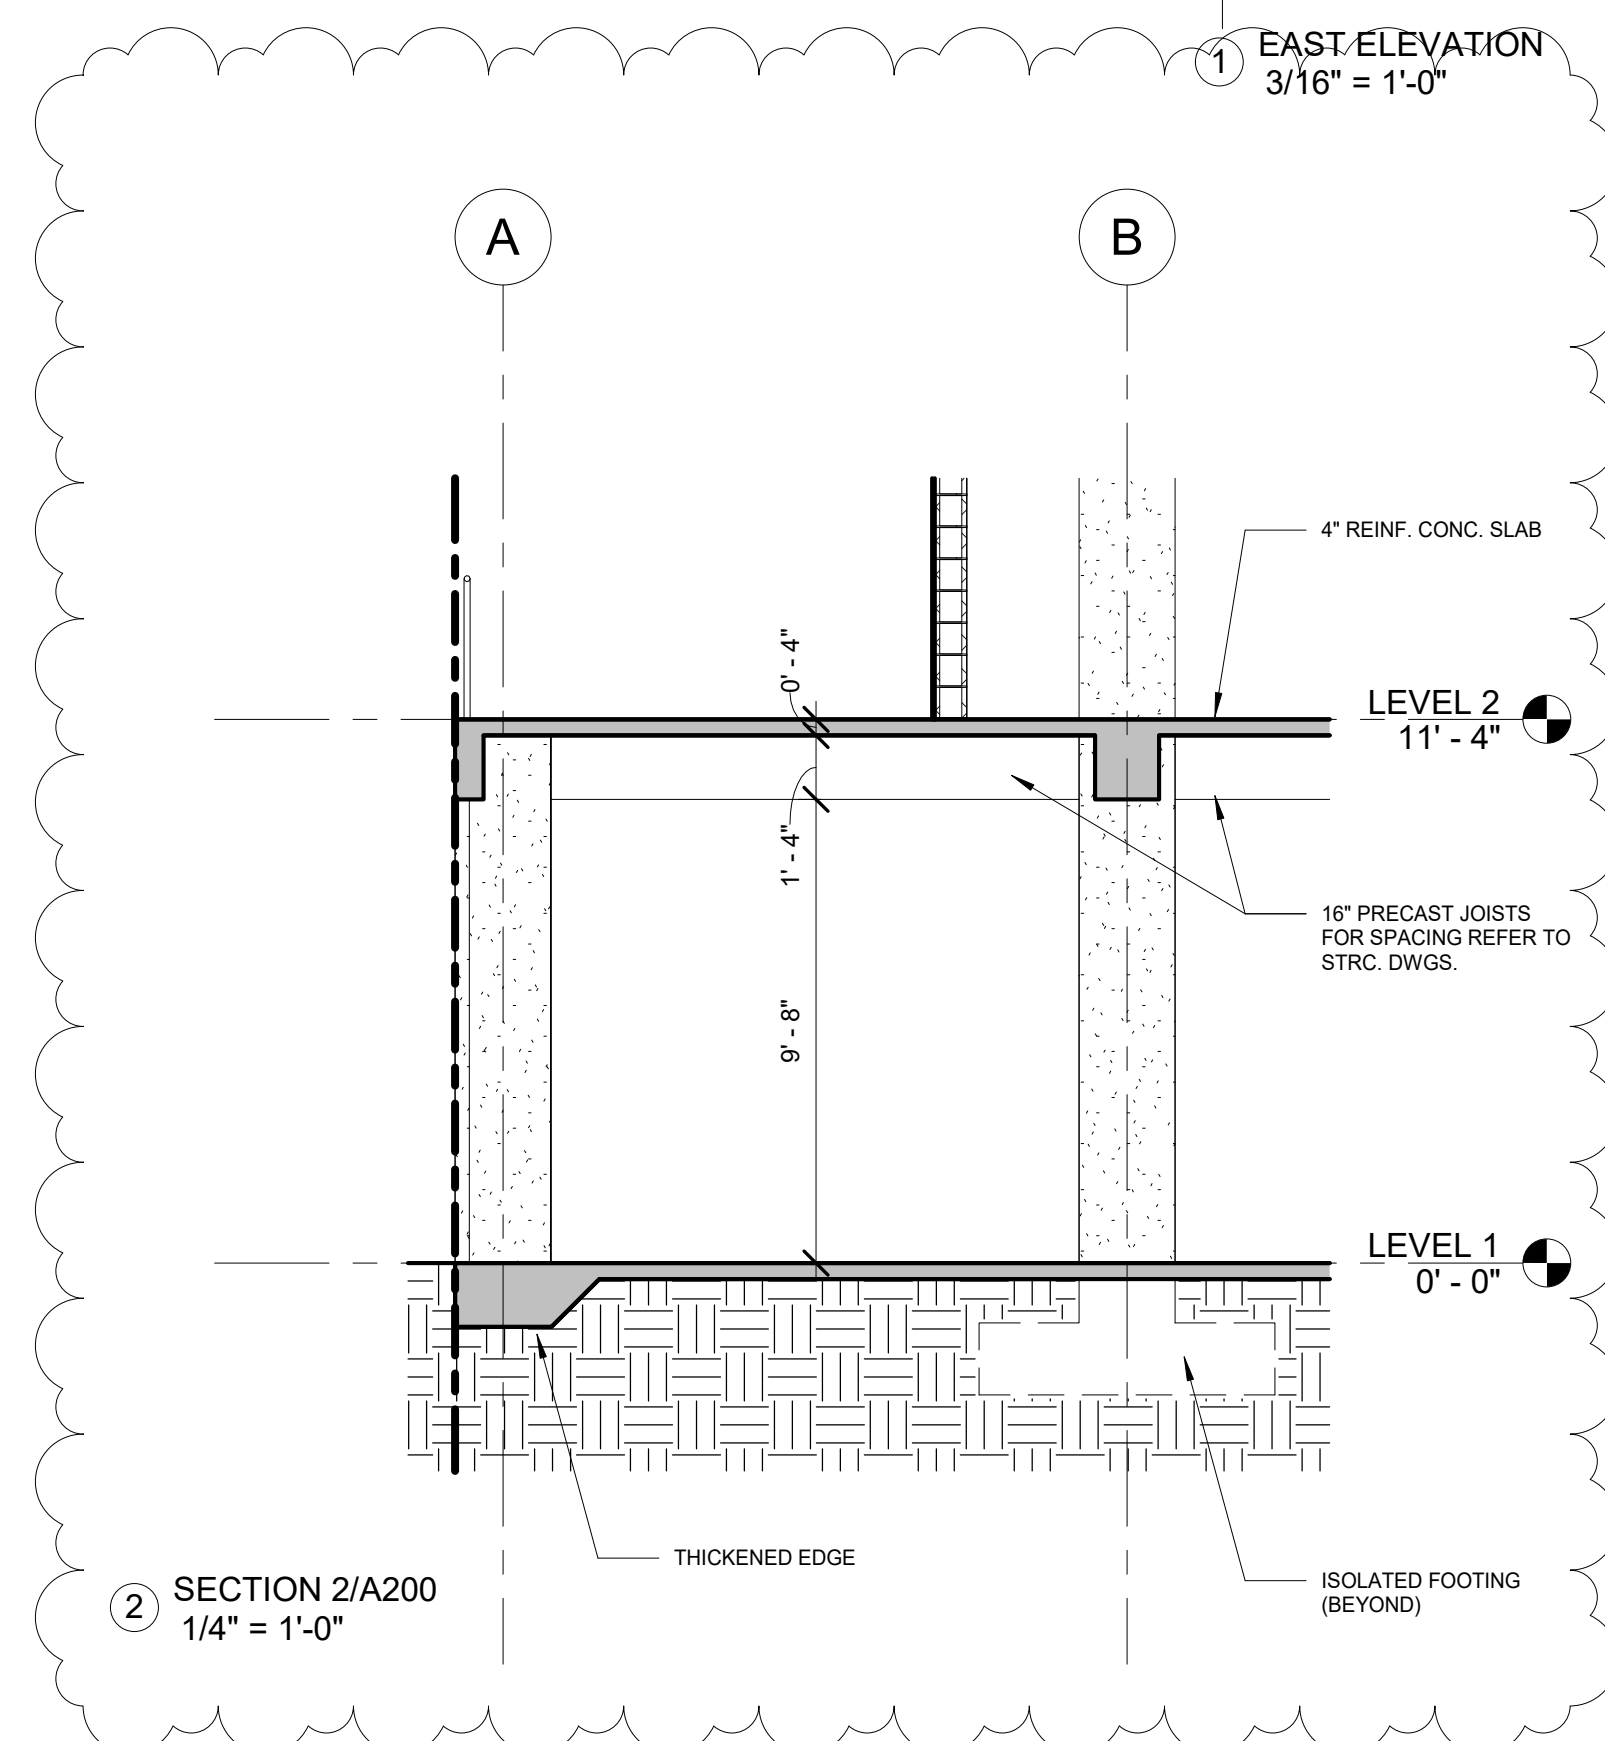 1
EAST ELEVATION
3/16" = 1'-0"
A
B
4" REINF. CONC. SLAB
0' - 4"
LEVEL 2
11' - 4"
1' - 4"
16" PRECAST JOISTS
FOR SPACING REFER TO
STRC. DWGS.
9' - 8"
LEVEL 1
0' - 0"
THICKENED EDGE
ISOLATED FOOTING
(BEYOND)
2
SECTION 2/A200
1/4" = 1'-0"